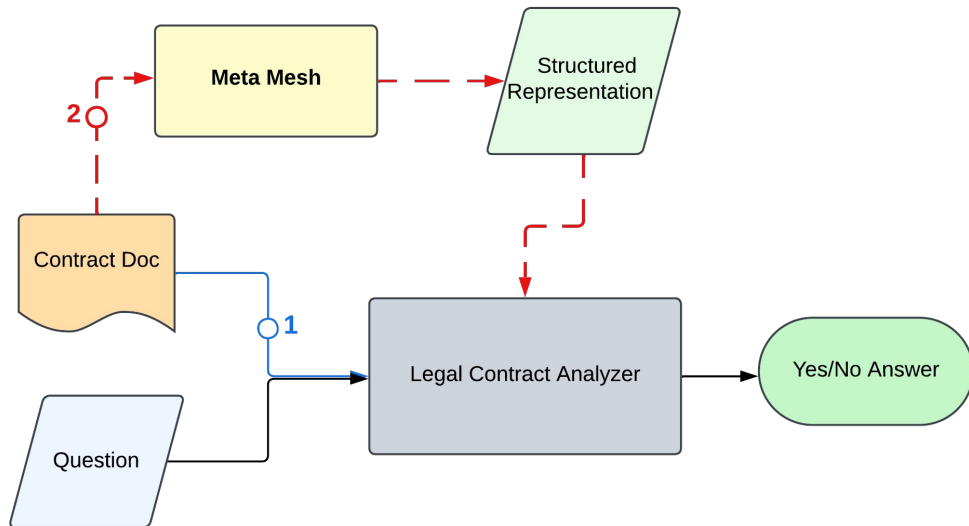 Meta Mesh
Structured
Representation
2
Contract Doc
1
Legal Contract Analyzer
Yes/No Answer
Question